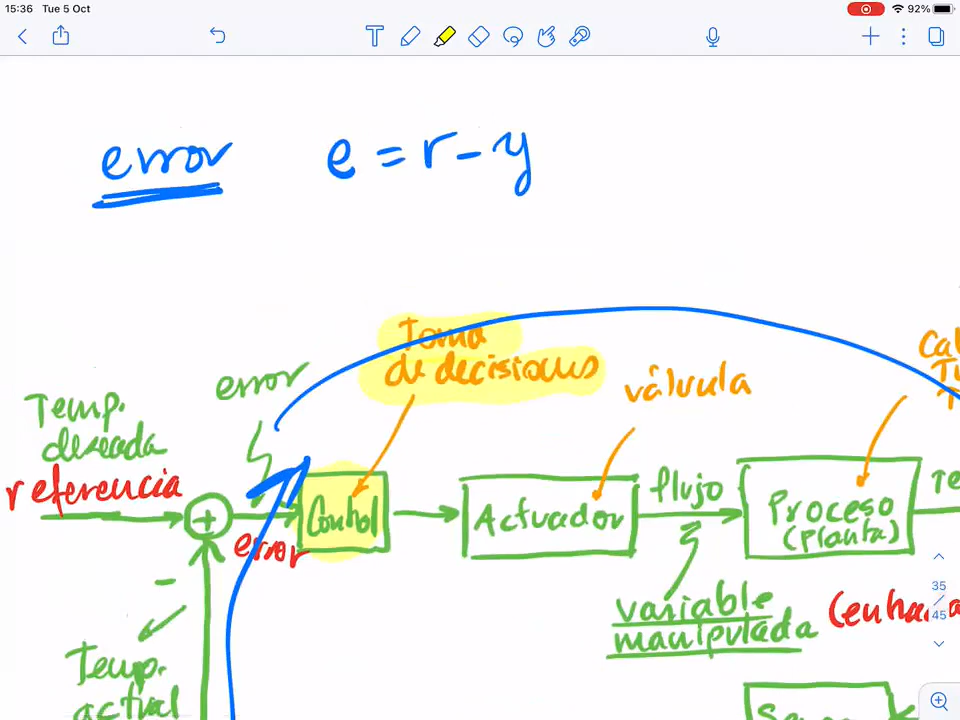 15:36 Tue 5 Oct
92%
error e = r - y
Toma
de decisiones
error
válvula
Temp.
deseada
referencia
+
Control
Actuador
flujo
Proceso
(planta)
error
-
variable
manipulada
Temp.
actual
35
45